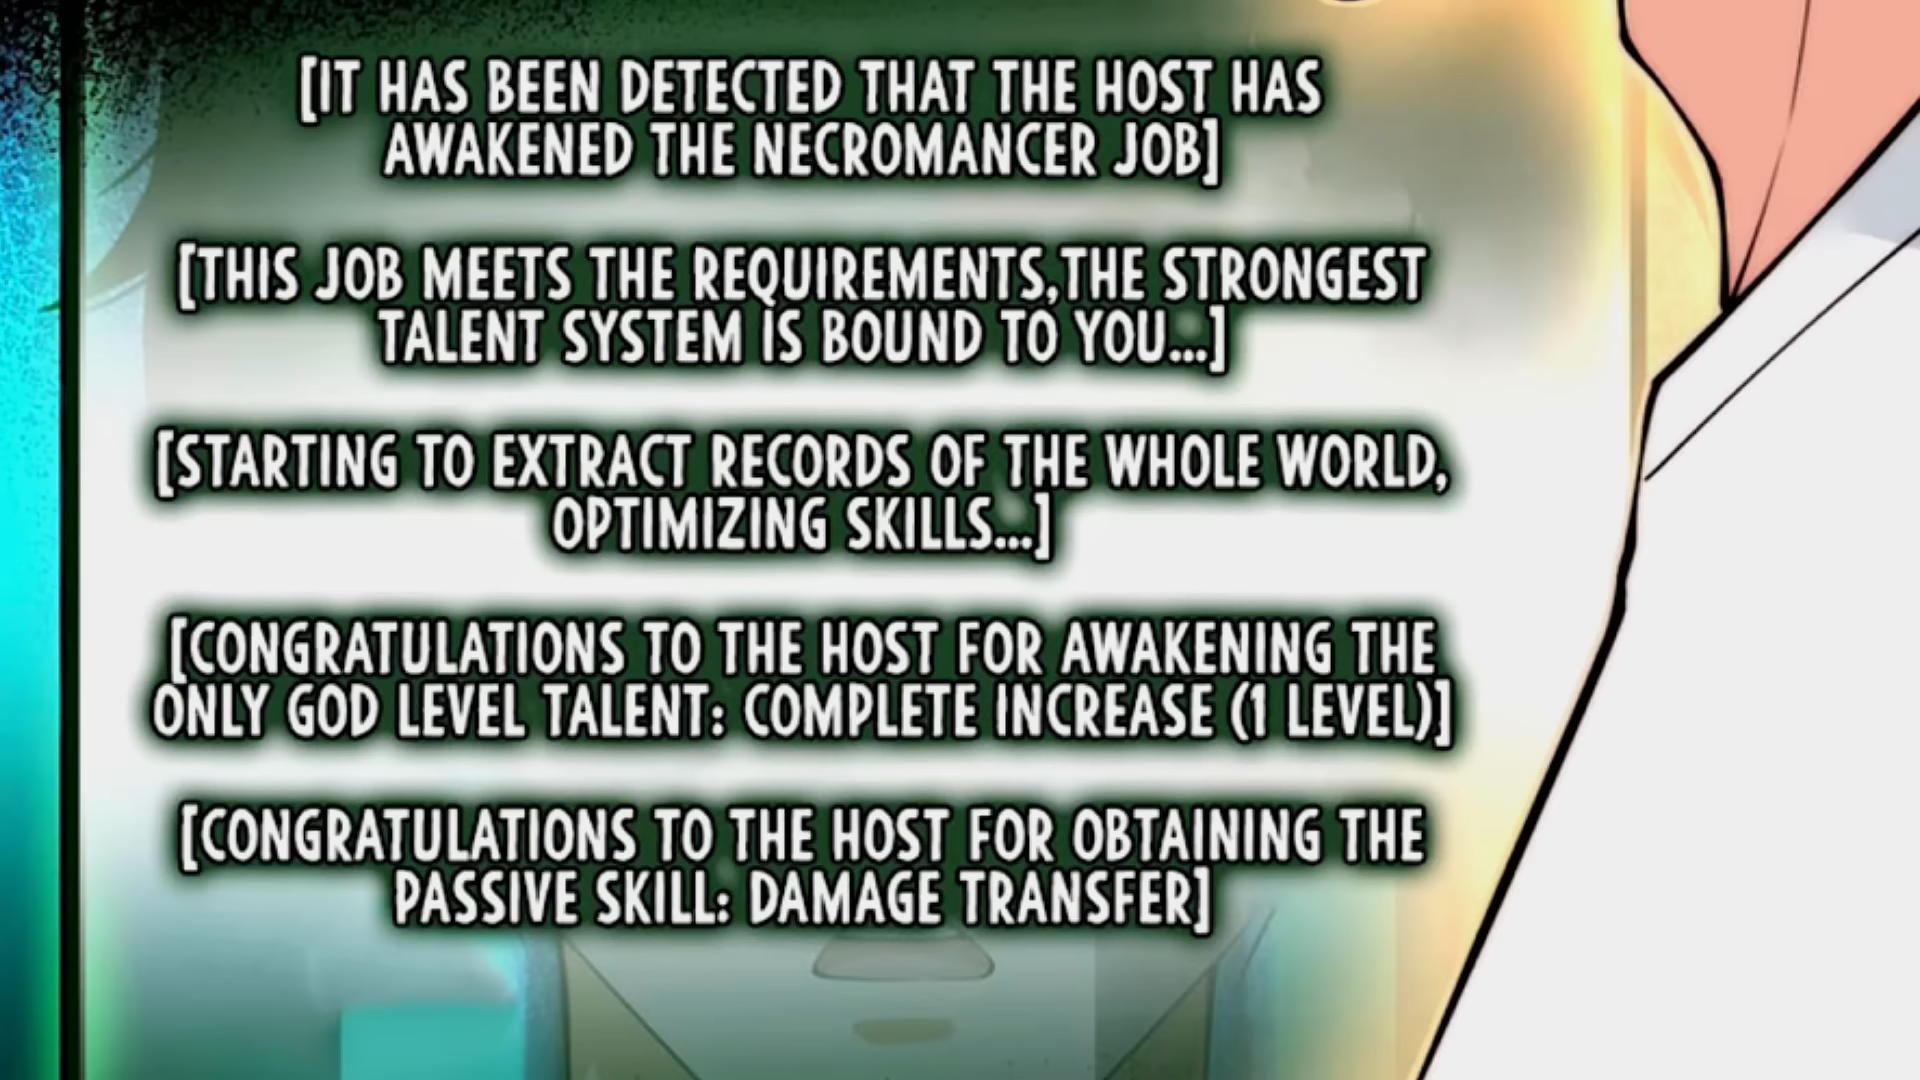 [IT HAS BEEN DETECTED THAT THE HOST HAS
AWAKENED THE NECROMANCER JOB]
[THIS JOB MEETS THE REQUIREMENTS,THE STRONGEST
TALENT SYSTEM IS BOUND TO YOU...]
[STARTING TO EXTRACT RECORDS OF THE WHOLE WORLD,
OPTIMIZING SKILLS...]
[CONGRATULATIONS TO THE HOST FOR AWAKENING THE
ONLY GOD LEVEL TALENT: COMPLETE INCREASE (1 LEVEL)]
[CONGRATULATIONS TO THE HOST FOR OBTAINING THE
PASSIVE SKILL: DAMAGE TRANSFER]